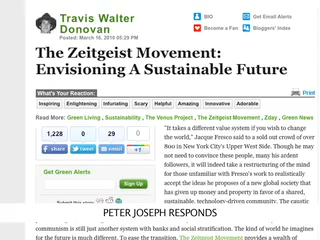 Travis Walter
Donovan
Posted: March 16, 2010 05:29 PM
BIO
Get Email Alerts
Become a Fan
Bloggers' Index
The Zeitgeist Movement:
Envisioning A Sustainable Future
What's Your Reaction:
Inspiring Enlightening Infuriating Scary Helpful Amazing Innovative Adorable
Read More: Green Living, Sustainability, The Venus Project, The Zeitgeist Movement, Zday, Green News
1,228
0
29
0
Get Green Alerts
"It takes a different value system if you wish to change
the world," Jacque Fresco said to a sold out crowd of over
800 in New York City's Upper West Side. Though he may
not need to convince these people, many his ardent
followers, it will indeed take a restructuring of the mind
for those unfamiliar with Fresco's work to realistically
accept the ideas he proposes of a new global society that
has given up money and property in favor of a shared,
sustainable, technology-driven community. The caustic
PETER JOSEPH RESPONDS
communism is still just another system with banks and social stratification. The kind of world he imagines
for the future is much different. To ease the transition, The Zeitgeist Movement provides a wealth of